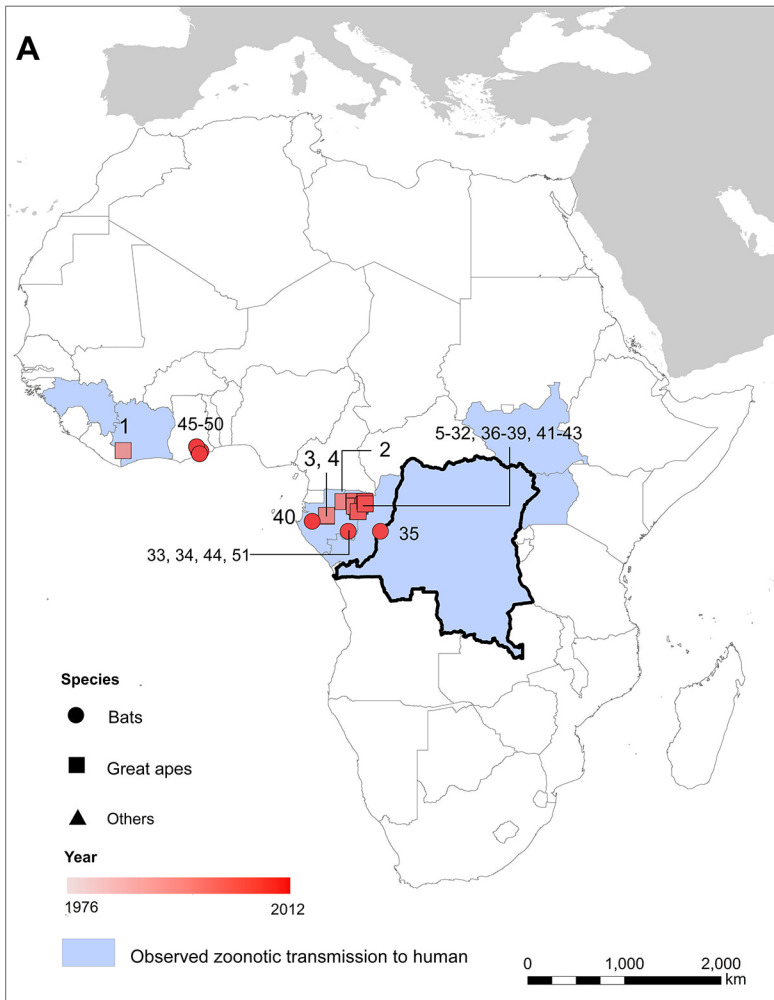 A
1
45-50
5-32, 36-39, 41-43
3, 4
2
40
35
33, 34, 44, 51
Species
Bats
Great apes
Others
Year
1976
2012
Observed zoonotic transmission to human
0
1,000
2,000
km